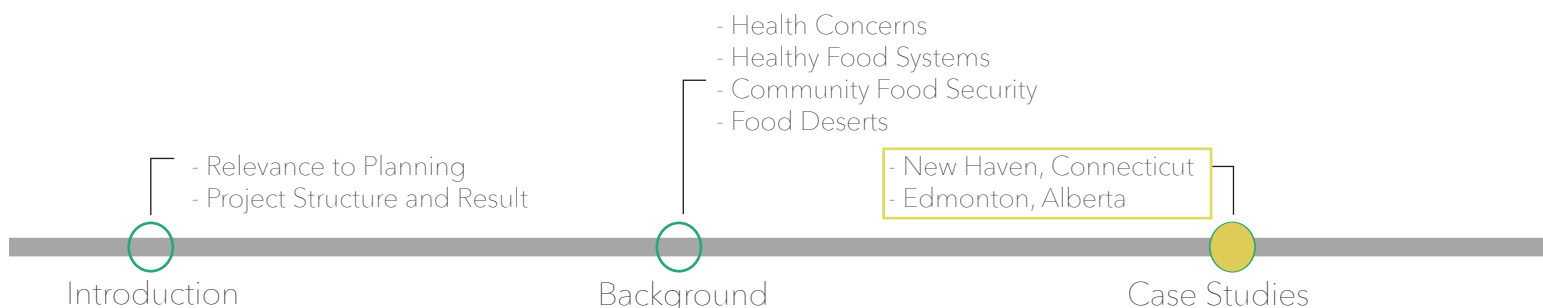 - Relevance to Planning
- Project Structure and Result
Introduction
- Health Concerns
- Healthy Food Systems
- Community Food Security
- Food Deserts
Background
- New Haven, Connecticut
- Edmonton, Alberta
Case Studies